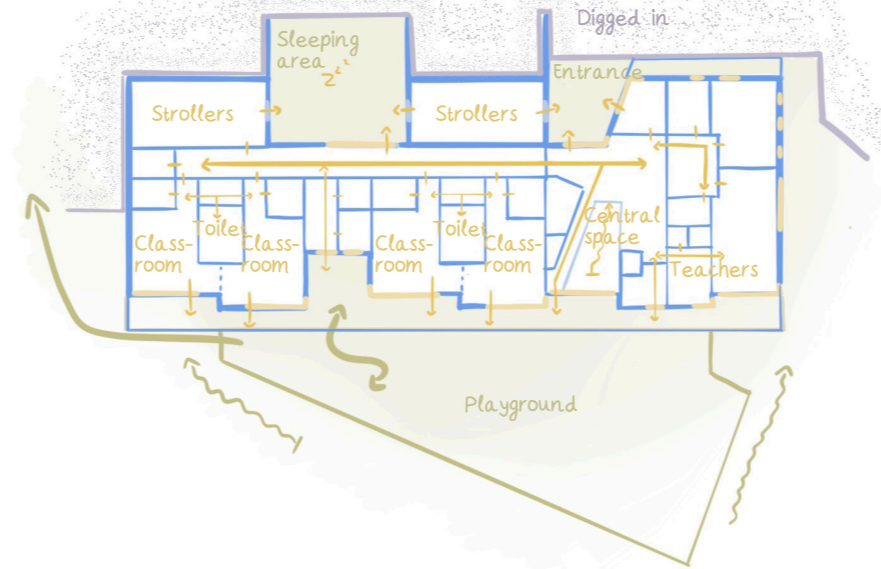 Digged in
Sleeping
area
z z z
Entrance
Strollers
Strollers
Toilet
Toilet
Class-
room
Class-
room
Class-
room
Class-
room
Central
space
Teachers
Playground